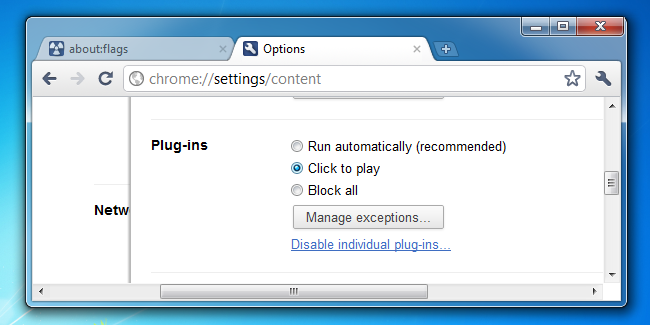 about:flags
Options
chrome://settings/content
Plug-ins
Run automatically (recommended)
Click to play
Block all
Netw
Manage exceptions...
Disable individual plug-ins...